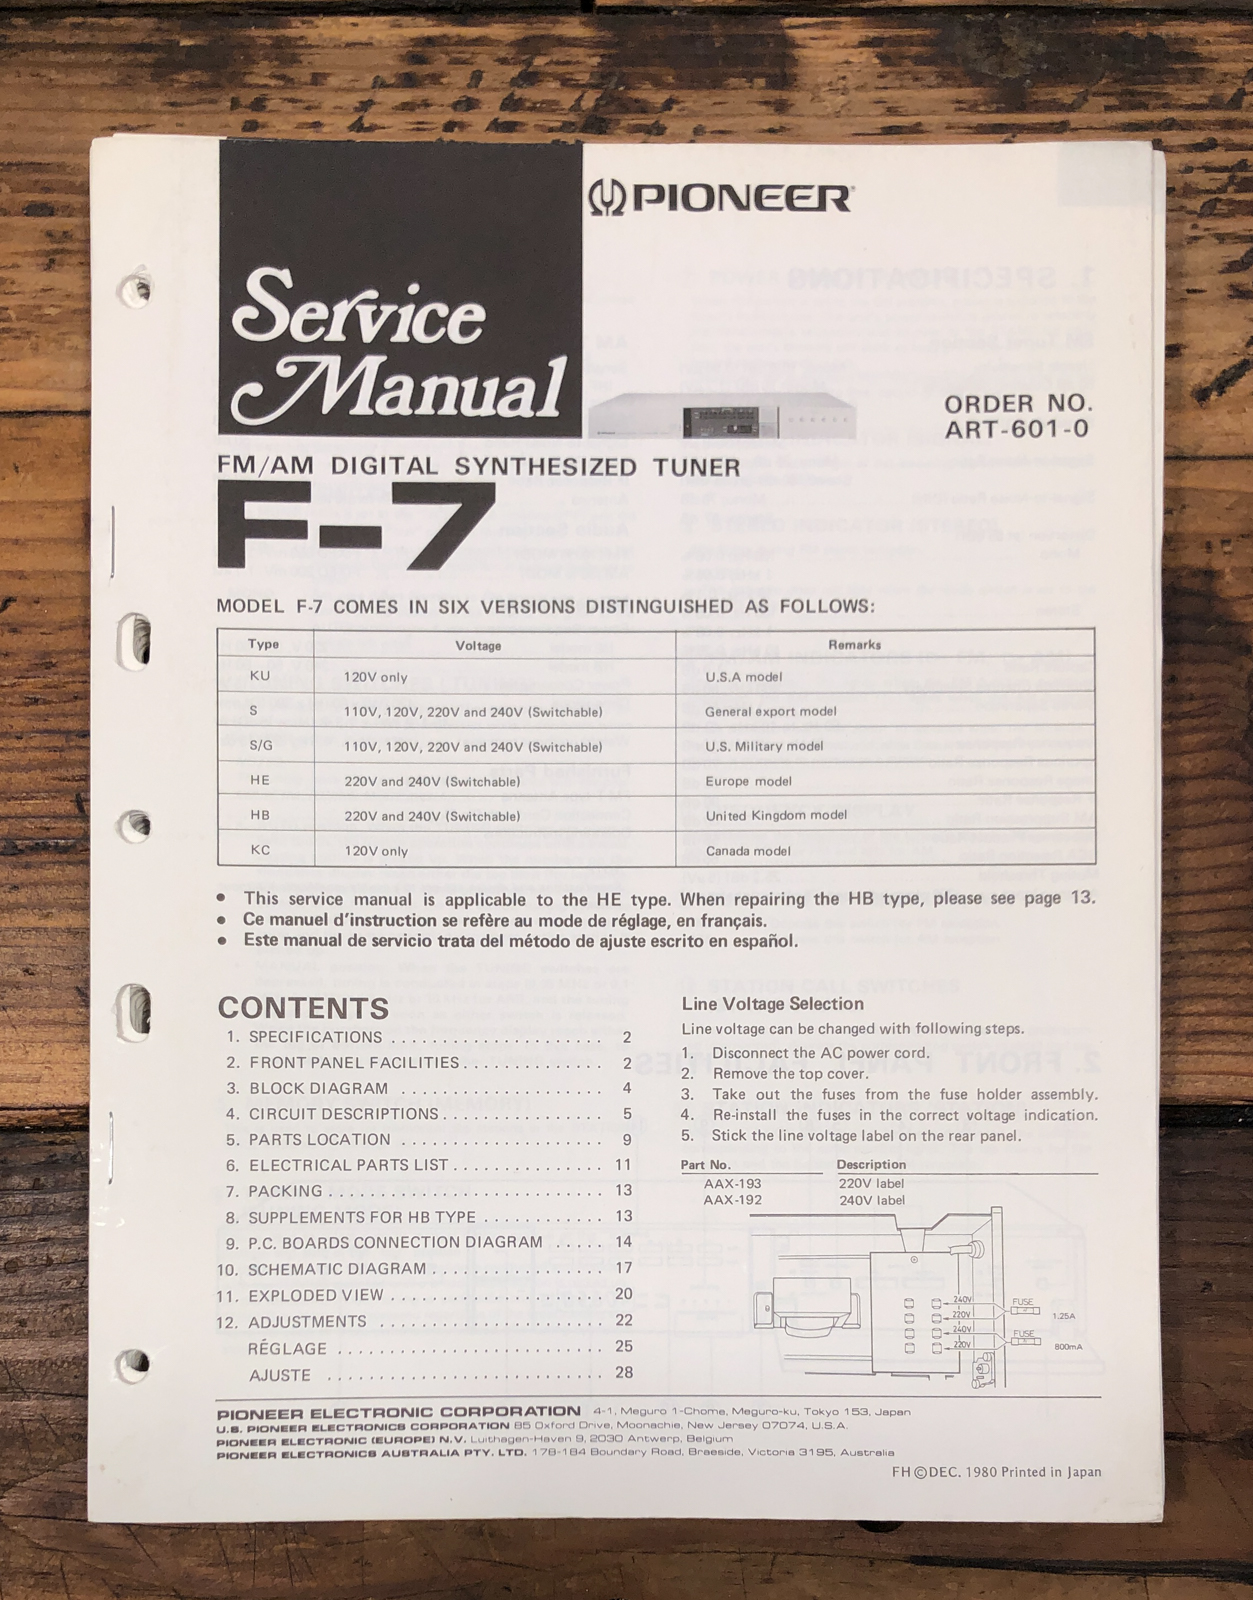 PIONEER
Service
Manual
ORDER NO.
ART-601-0
FM/AM DIGITAL SYNTHESIZED TUNER
F-7
MODEL F-7 COMES IN SIX VERSIONS DISTINGUISHED AS FOLLOWS:
Type Voltage Remarks
KU 120V only U.S.A model
S 110V, 120V, 220V and 240V (Switchable) General export model
S/G 110V, 120V, 220V and 240V (Switchable) U.S. Military model
HE 220V and 240V (Switchable) Europe model
HB 220V and 240V (Switchable) United Kingdom model
KC 120V only Canada model
• This service manual is applicable to the HE type. When repairing the HB type, please see page 13.
• Ce manuel d'instruction se refère au mode de réglage, en français.
• Este manual de servicio trata del método de ajuste escrito en español.
CONTENTS
1. SPECIFICATIONS . . . . . . . . . . . . . . . . . . . . . . 2
2. FRONT PANEL FACILITIES . . . . . . . . . . . . . . 2
3. BLOCK DIAGRAM . . . . . . . . . . . . . . . . . . . . . 4
4. CIRCUIT DESCRIPTIONS . . . . . . . . . . . . . . . . 5
5. PARTS LOCATION . . . . . . . . . . . . . . . . . . . . . 9
6. ELECTRICAL PARTS LIST . . . . . . . . . . . . . . . 11
7. PACKING . . . . . . . . . . . . . . . . . . . . . . . . . . . 13
8. SUPPLEMENTS FOR HB TYPE . . . . . . . . . . . . 13
9. P.C. BOARDS CONNECTION DIAGRAM . . . . . 14
10. SCHEMATIC DIAGRAM . . . . . . . . . . . . . . . . . 17
11. EXPLODED VIEW . . . . . . . . . . . . . . . . . . . . . 20
12. ADJUSTMENTS . . . . . . . . . . . . . . . . . . . . . . 22
RÉGLAGE . . . . . . . . . . . . . . . . . . . . . . . . . . 25
AJUSTE . . . . . . . . . . . . . . . . . . . . . . . . . . . 28
Line Voltage Selection
Line voltage can be changed with following steps.
1. Disconnect the AC power cord.
2. Remove the top cover.
3. Take out the fuses from the fuse holder assembly.
4. Re-install the fuses in the correct voltage indication.
5. Stick the line voltage label on the rear panel.
Part No. Description
AAX-193 220V label
AAX-192 240V label
240V
220V
240V
220V
FUSE
1.25A
FUSE
800mA
PIONEER ELECTRONIC CORPORATION 4-1, Meguro 1-Chome, Meguro-ku, Tokyo 153, Japan
U.S. PIONEER ELECTRONICS CORPORATION 85 Oxford Drive, Moonachie, New Jersey 07074, U.S.A.
PIONEER ELECTRONIC (EUROPE) N.V. Luithagen-Haven 9, 2030 Antwerp, Belgium
PIONEER ELECTRONICS AUSTRALIA PTY. LTD. 178-184 Boundary Road, Braeside, Victoria 3195, Australia
FH © DEC. 1980 Printed in Japan